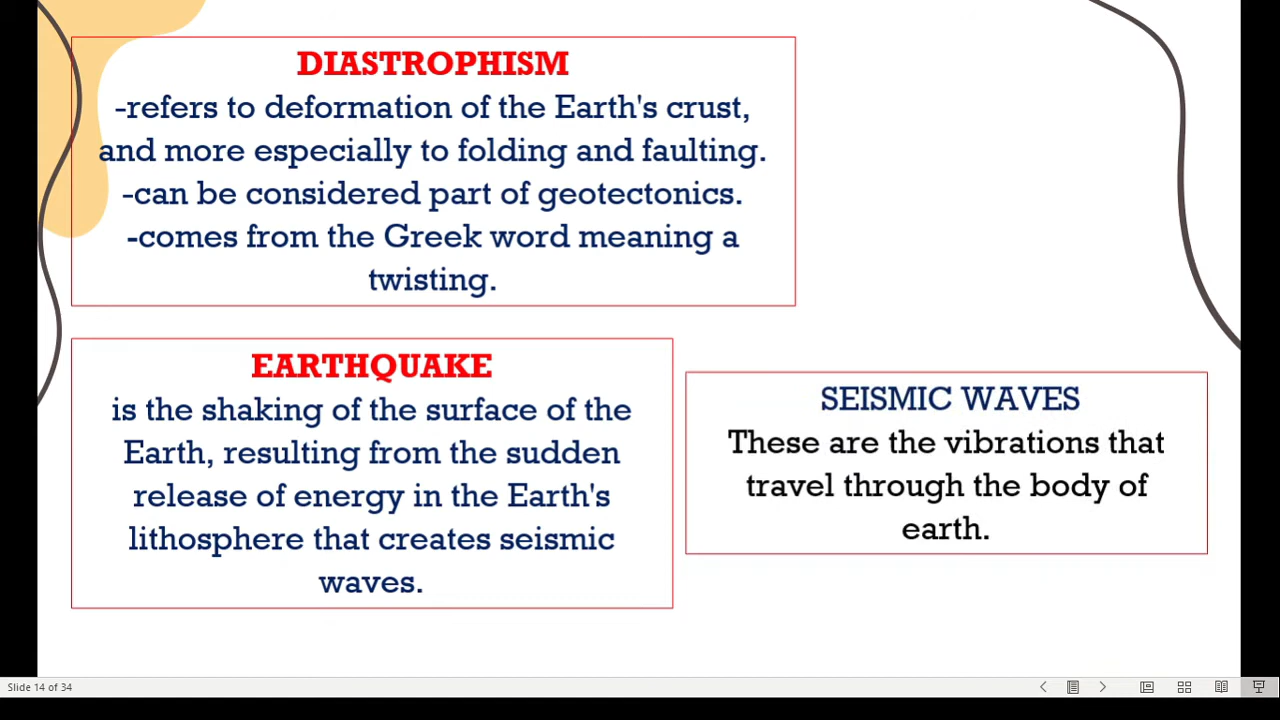 DIASTROPHISM
-refers to deformation of the Earth's crust,
and more especially to folding and faulting.
-can be considered part of geotectonics.
-comes from the Greek word meaning a
twisting.
EARTHQUAKE
is the shaking of the surface of the
Earth, resulting from the sudden
release of energy in the Earth's
lithosphere that creates seismic
waves.
SEISMIC WAVES
These are the vibrations that
travel through the body of
earth.
Slide 14 of 34